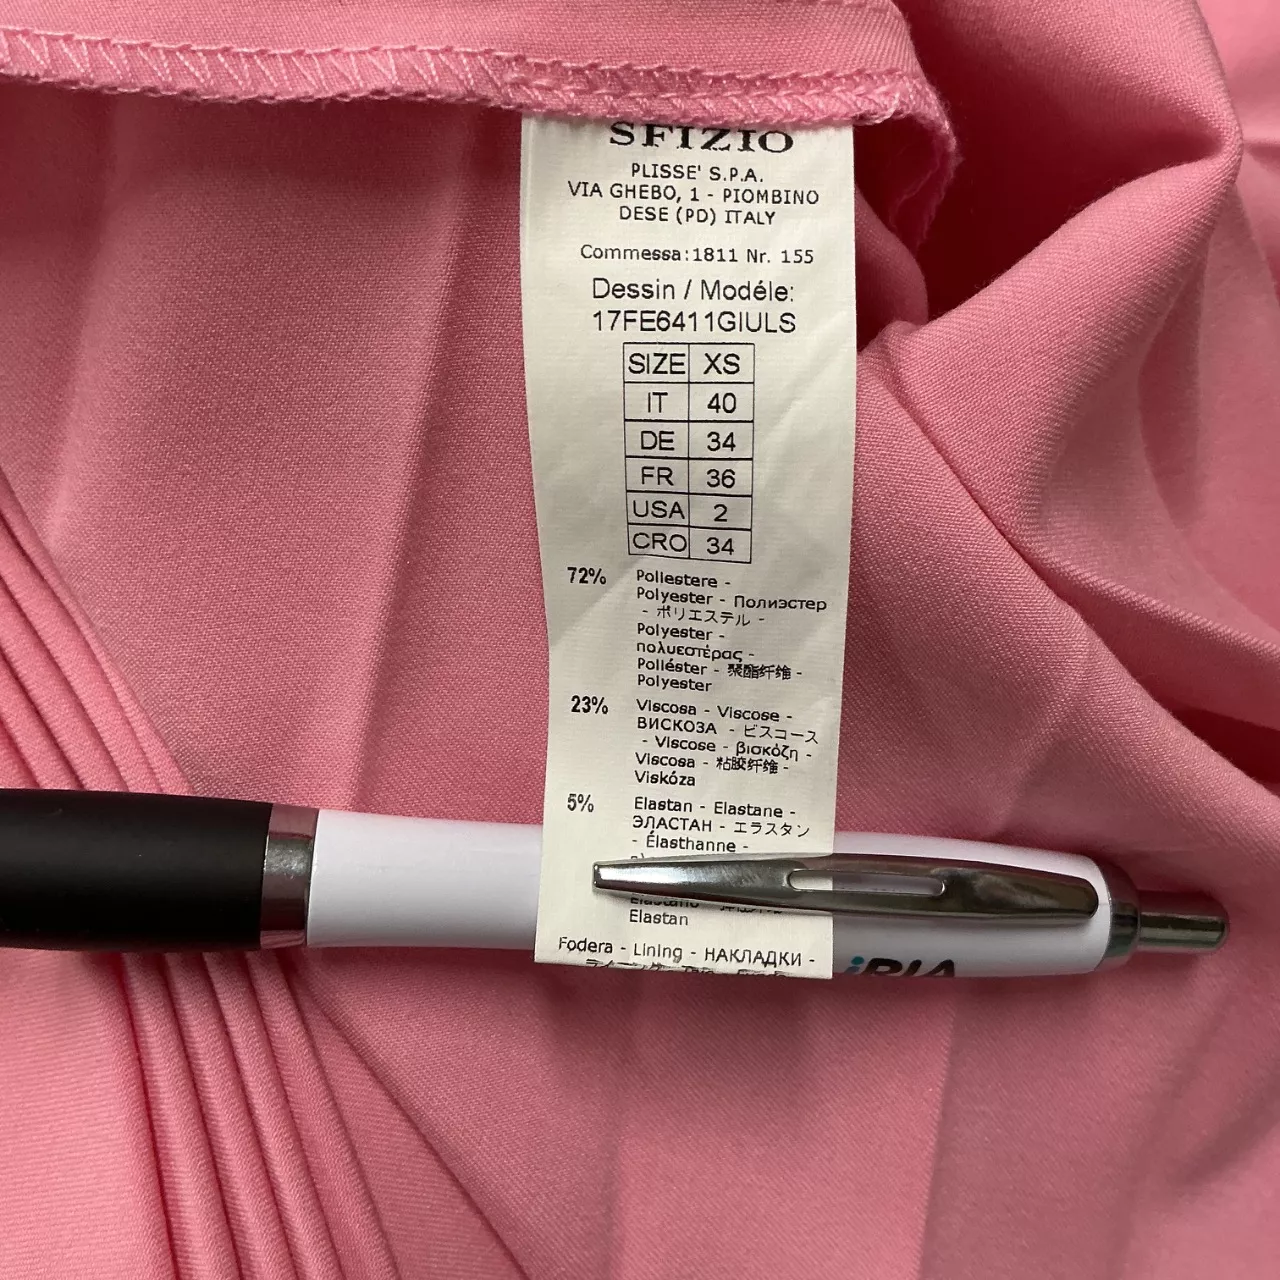 SFIZIO
PLISSE' S.P.A.
VIA GHEBO, 1 - PIOMBINO
DESE (PD) ITALY
Commessa:1811 Nr. 155
Dessin / Modéle:
17FE6411GIULS
SIZE XS
IT 40
DE 34
FR 36
USA 2
CRO 34
72% Poliestere -
Polyester - Полиэстер
- ポリエステル -
Polyester -
πολυεστέρας -
Poliéster - 聚酯纤维 -
Polyester
23% Viscosa - Viscose -
ВИСКОЗА - ビスコース
- Viscose - βισκόζη -
Viscosa - 粘胶纤维 -
Viskóza
5% Elastan - Elastane -
ЭЛАСТАН - エラスタン
- Élasthanne -
Elastan
Fodera - Lining - НАКЛАДКИ -